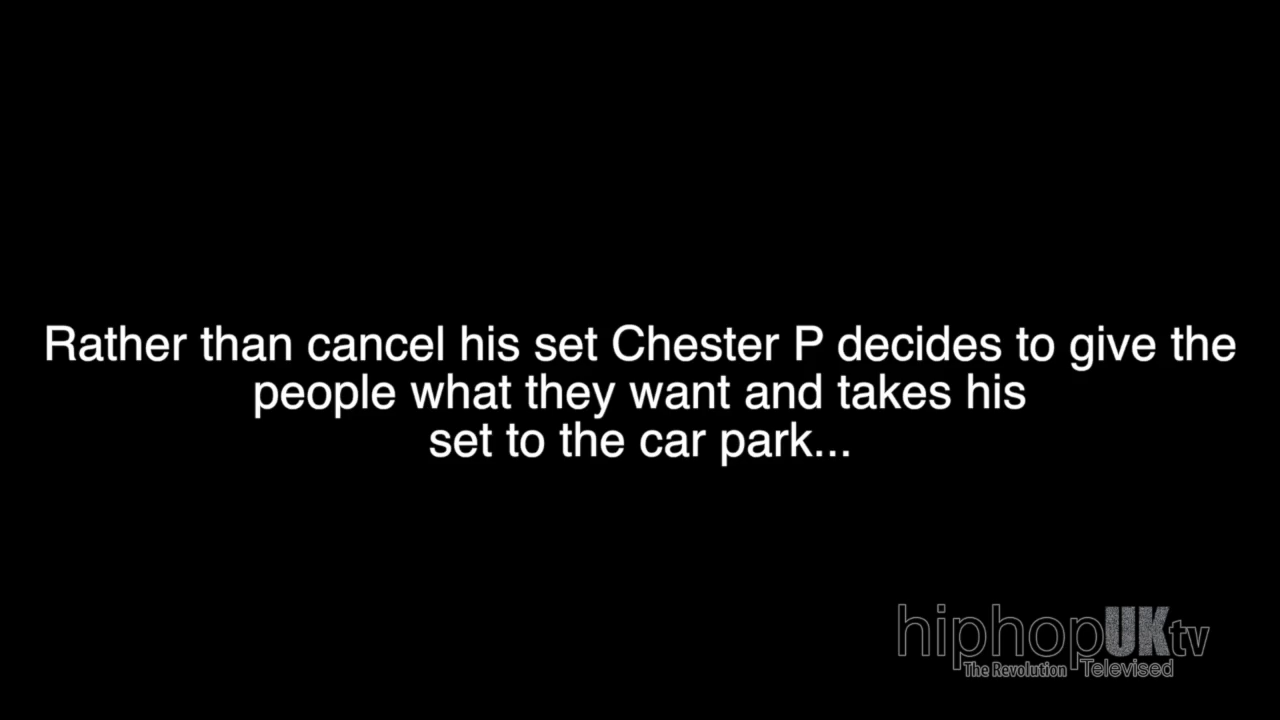 Rather than cancel his set Chester P decides to give the
people what they want and takes his
set to the car park...
hiphopUKtv
The Revolution Televised